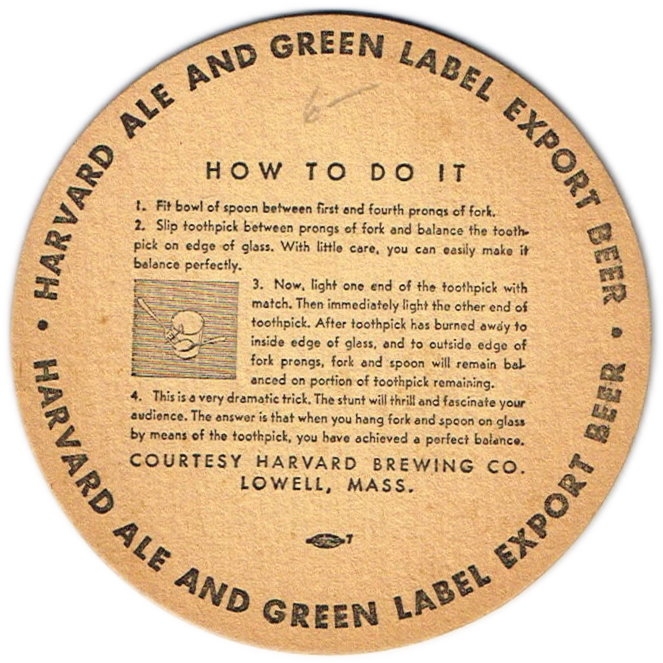 HARVARD ALE AND GREEN LABEL EXPORT BEER •
6
HOW TO DO IT
1. Fit bowl of spoon between first and fourth prongs of fork.
2. Slip toothpick between prongs of fork and balance the tooth-
pick on edge of glass. With little care, you can easily make it
balance perfectly.
3. Now, light one end of the toothpick with
match. Then immediately light the other end of
toothpick. After toothpick has burned away to
inside edge of glass, and to outside edge of
fork prongs, fork and spoon will remain bal-
anced on portion of toothpick remaining.
4. This is a very dramatic trick. The stunt will thrill and fascinate your
audience. The answer is that when you hang fork and spoon on glass
by means of the toothpick, you have achieved a perfect balance.
COURTESY HARVARD BREWING CO.
LOWELL, MASS.
7
HARVARD ALE AND GREEN LABEL EXPORT BEER •